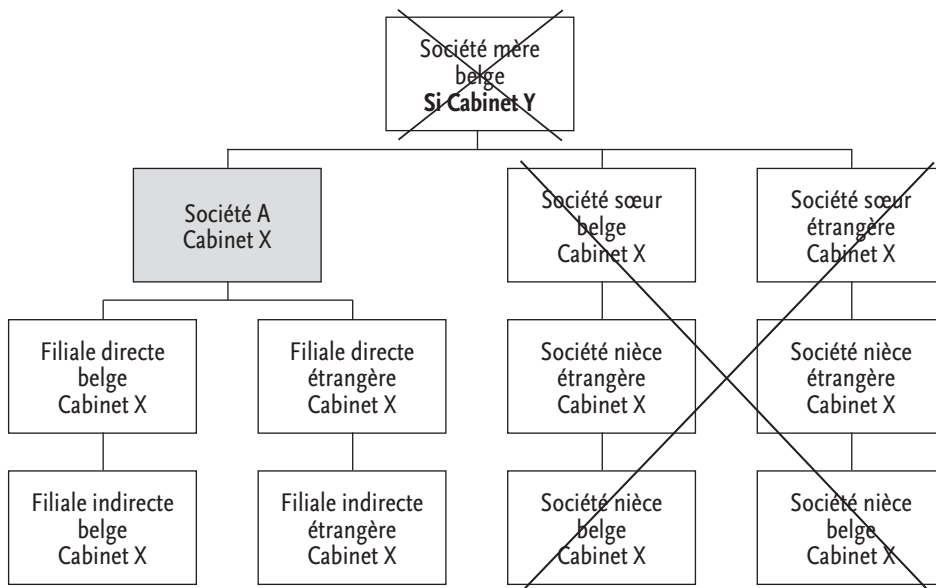 Société mère
belge
Si Cabinet Y
Société A
Cabinet X
Société sœur
belge
Cabinet X
Société sœur
étrangère
Cabinet X
Filiale directe
belge
Cabinet X
Filiale directe
étrangère
Cabinet X
Société nièce
étrangère
Cabinet X
Société nièce
étrangère
Cabinet X
Filiale indirecte
belge
Cabinet X
Filiale indirecte
étrangère
Cabinet X
Société nièce
belge
Cabinet X
Société nièce
belge
Cabinet X